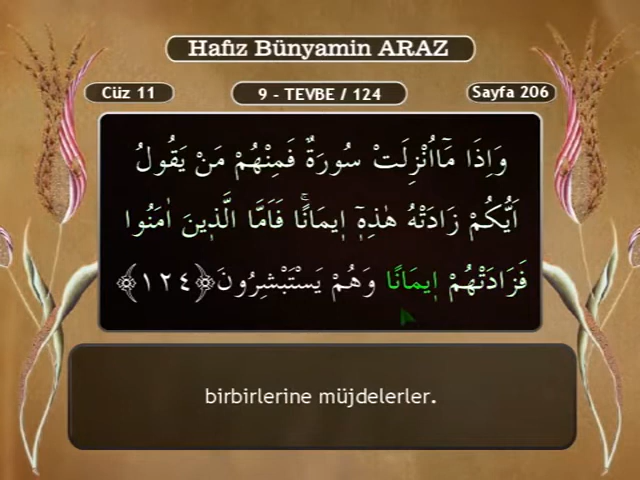 Hafız Bünyamin ARAZ
Cüz 11
9 - TEVBE / 124
Sayfa 206
وَاِذَا مَٓااُنْزِلَتْ سُورَةٌ فَمِنْهُمْ مَنْ يَقُولُ
اَيُّكُمْ زَادَتْهُ هٰذِه۪ٓ ا۪يمَانًاۚ فَاَمَّا الَّذ۪ينَ اٰمَنُوا
فَزَادَتْهُمْ ا۪يمَانًا وَهُمْ يَسْتَبْشِرُونَ﴿١٢٤﴾
birbirlerine müjdelerler.